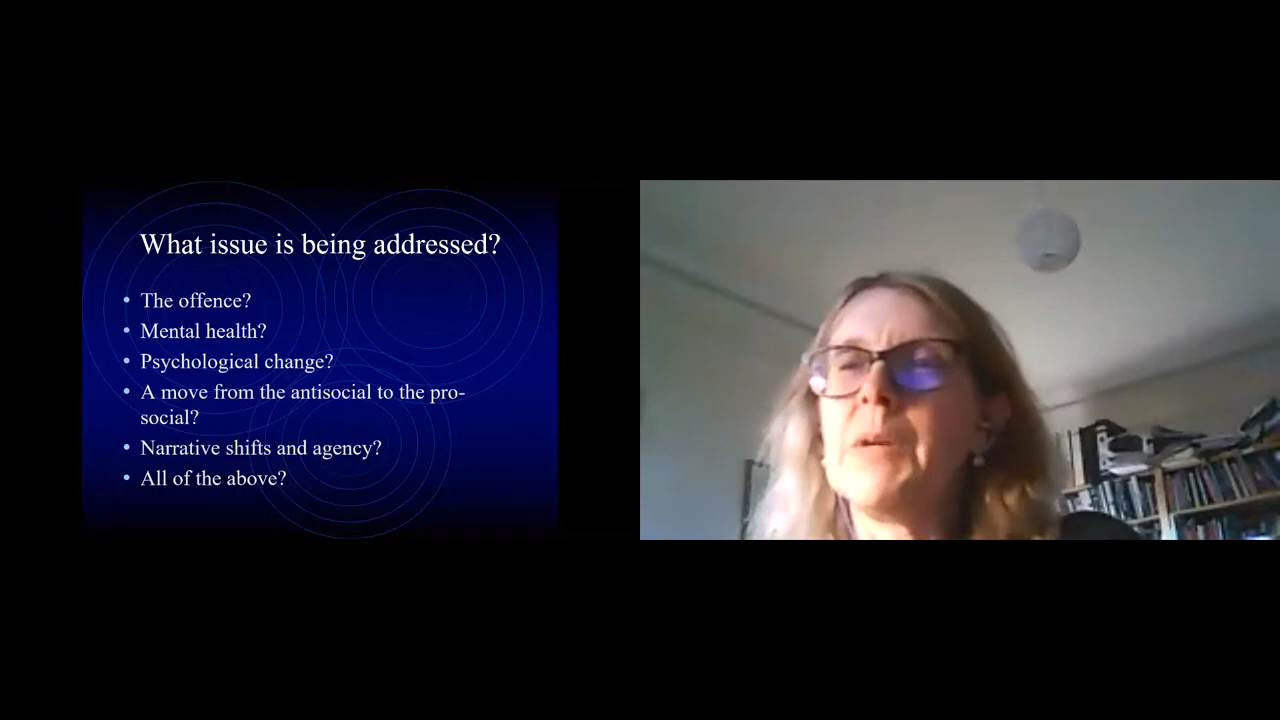 What issue is being addressed?
• The offence?
• Mental health?
• Psychological change?
• A move from the antisocial to the pro-
social?
• Narrative shifts and agency?
• All of the above?